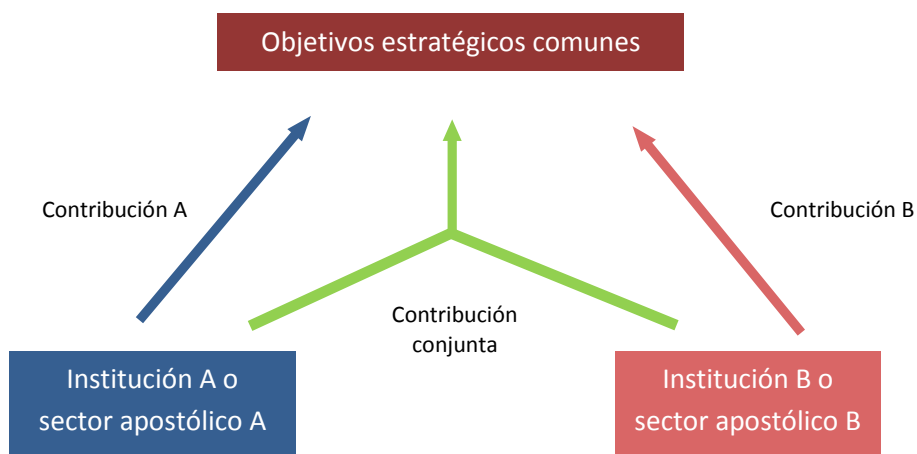 Objetivos estratégicos comunes
Contribución A
Contribución B
Contribución
conjunta
Institución A o
sector apostólico A
Institución B o
sector apostólico B